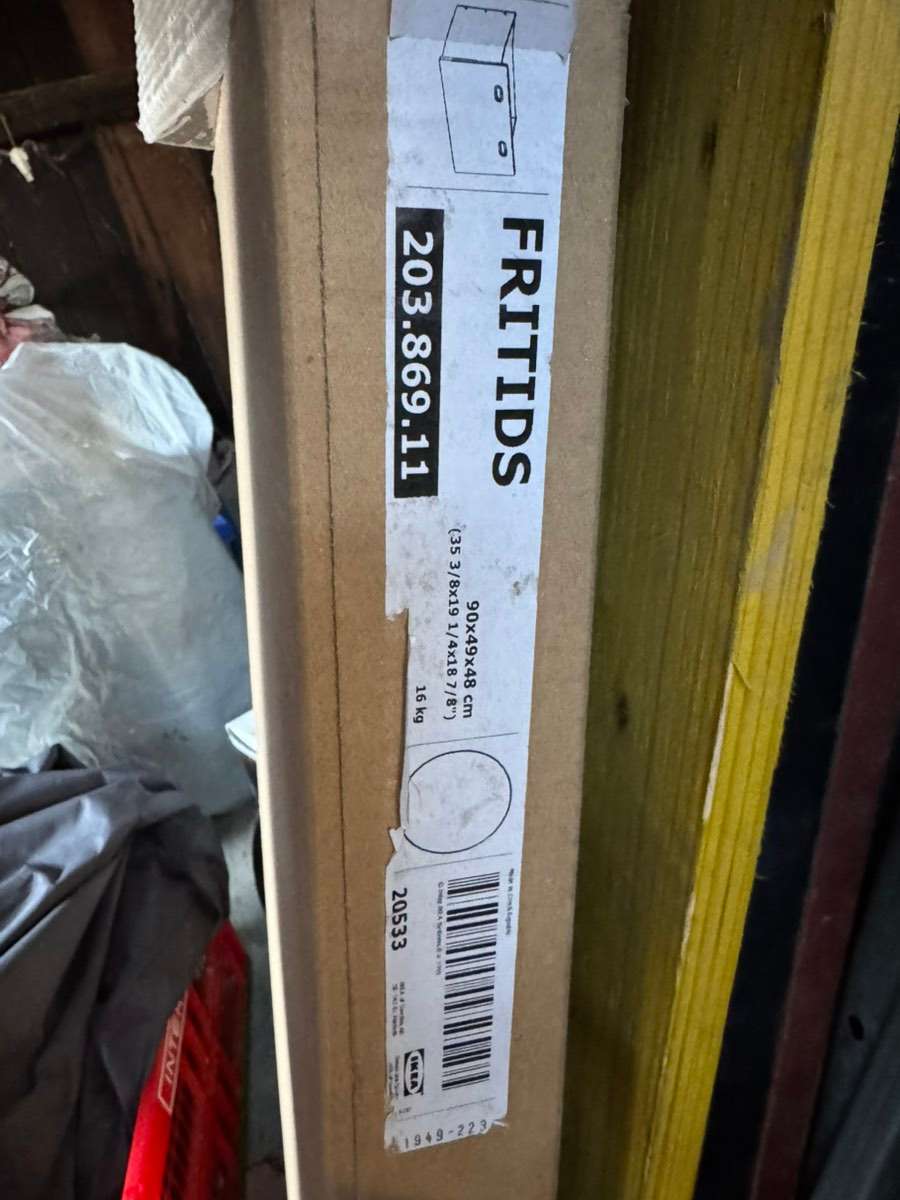 FRITIDS
203.869.11
90x49x48 cm
(35 3/8x19 1/4x18 7/8")
16 kg
20533
IKEA
1949-223
INTE